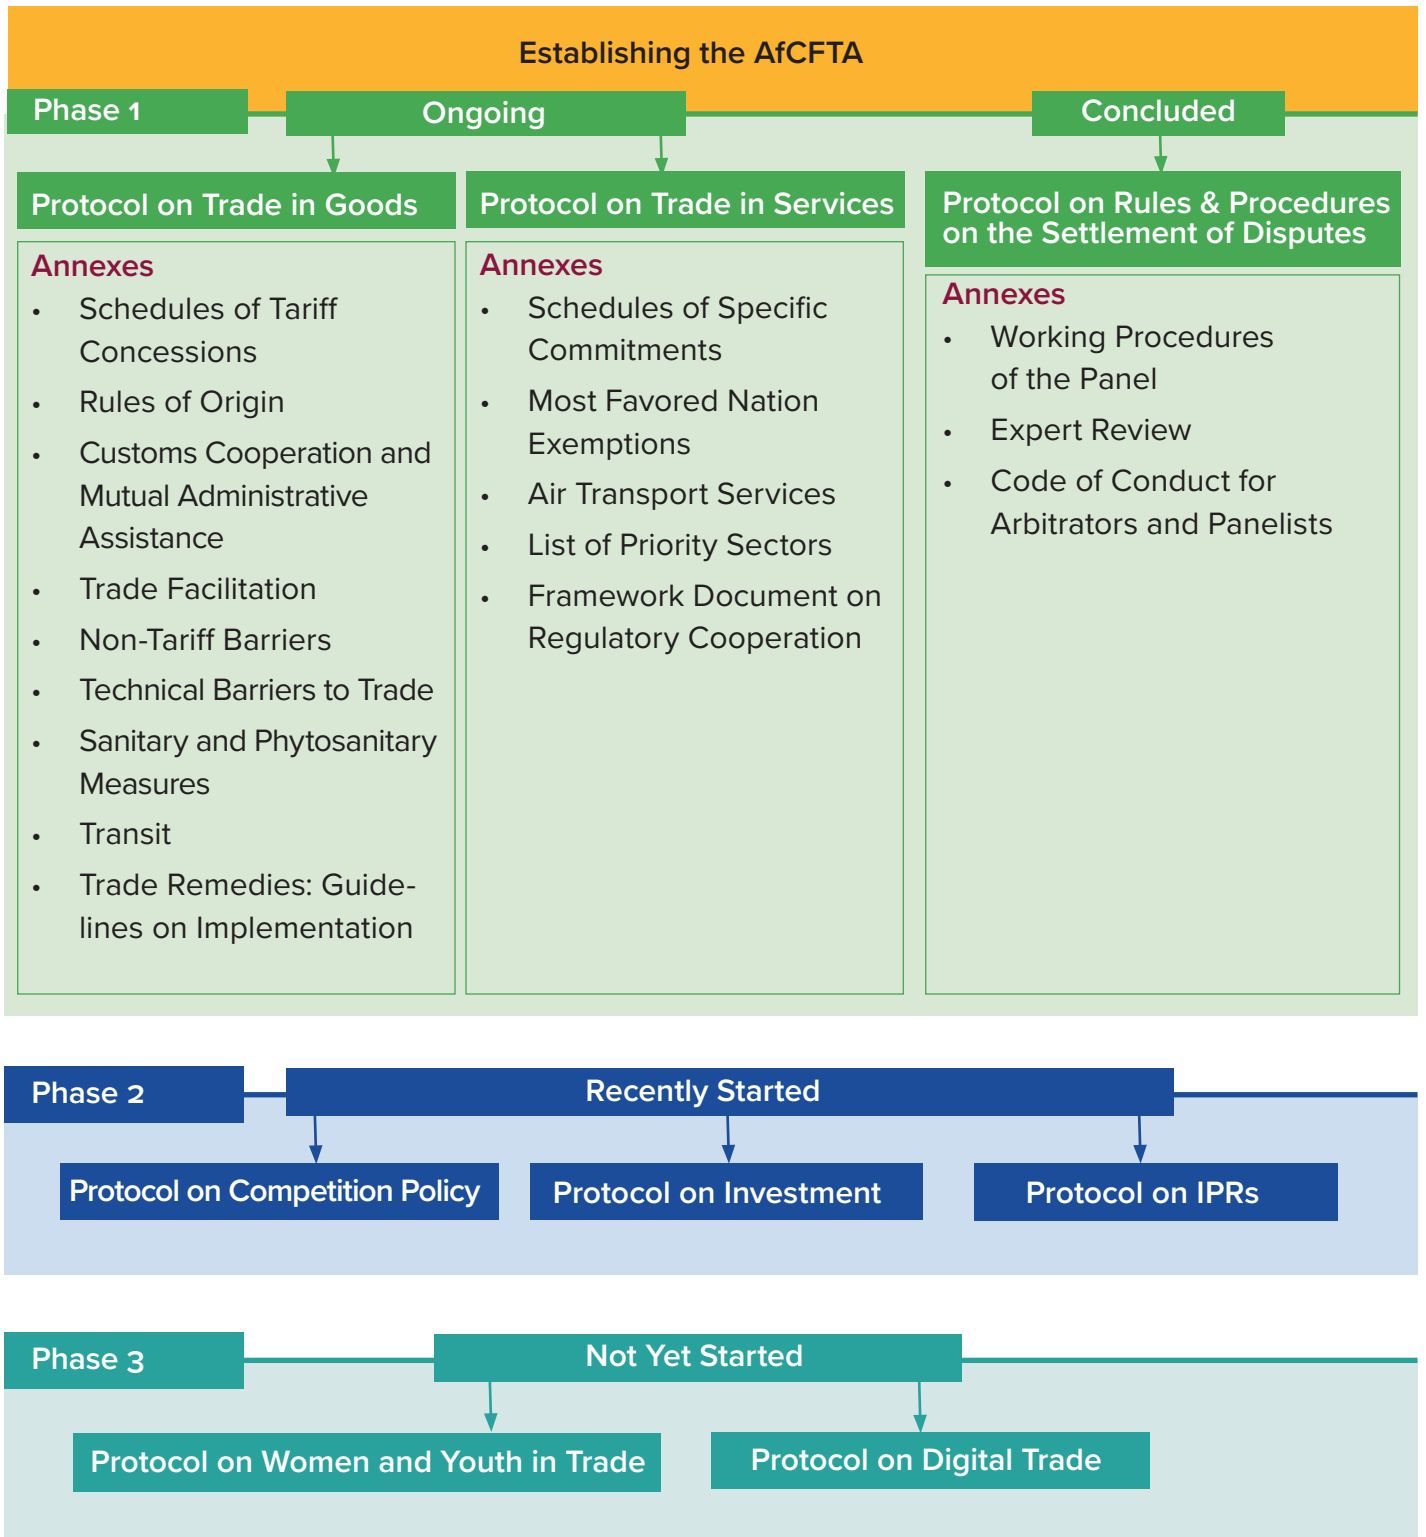 Establishing the AfCFTA
Phase 1
Ongoing
Concluded
Protocol on Trade in Goods
Annexes
• Schedules of Tariff
Concessions
• Rules of Origin
• Customs Cooperation and
Mutual Administrative
Assistance
• Trade Facilitation
• Non-Tariff Barriers
• Technical Barriers to Trade
• Sanitary and Phytosanitary
Measures
• Transit
• Trade Remedies: Guide-
lines on Implementation
Protocol on Trade in Services
Annexes
• Schedules of Specific
Commitments
• Most Favored Nation
Exemptions
• Air Transport Services
• List of Priority Sectors
• Framework Document on
Regulatory Cooperation
Protocol on Rules & Procedures
on the Settlement of Disputes
Annexes
• Working Procedures
of the Panel
• Expert Review
• Code of Conduct for
Arbitrators and Panelists
Phase 2
Recently Started
Protocol on Competition Policy
Protocol on Investment
Protocol on IPRs
Phase 3
Not Yet Started
Protocol on Women and Youth in Trade
Protocol on Digital Trade